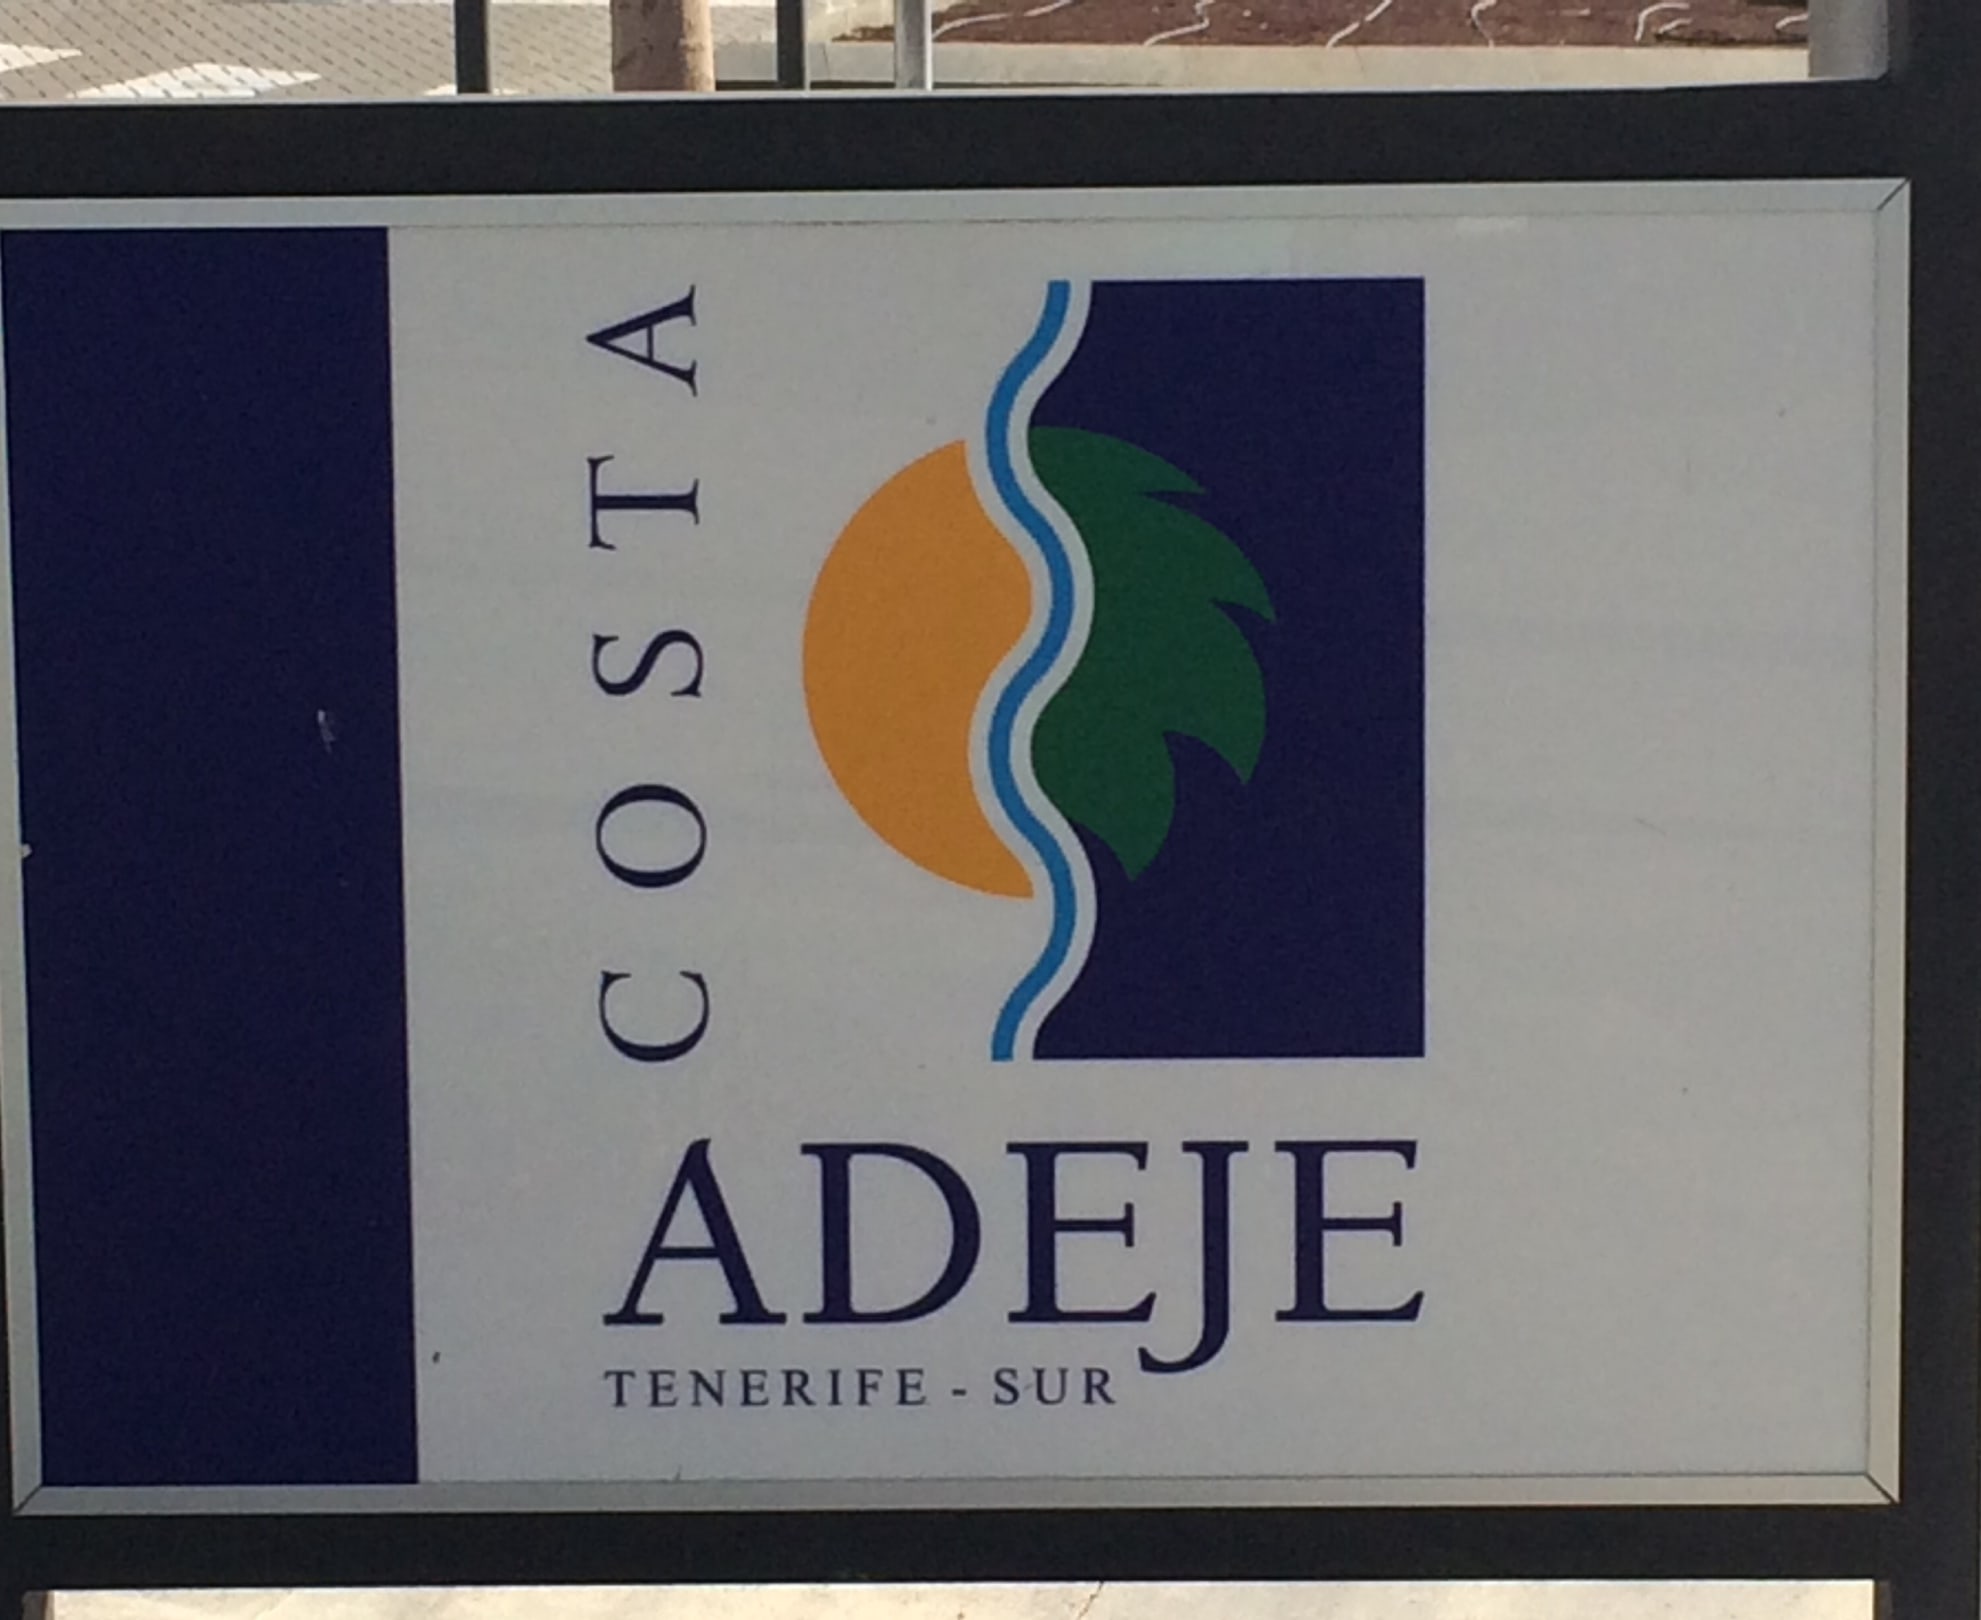 COSTA
ADEJE
TENERIFE - SUR